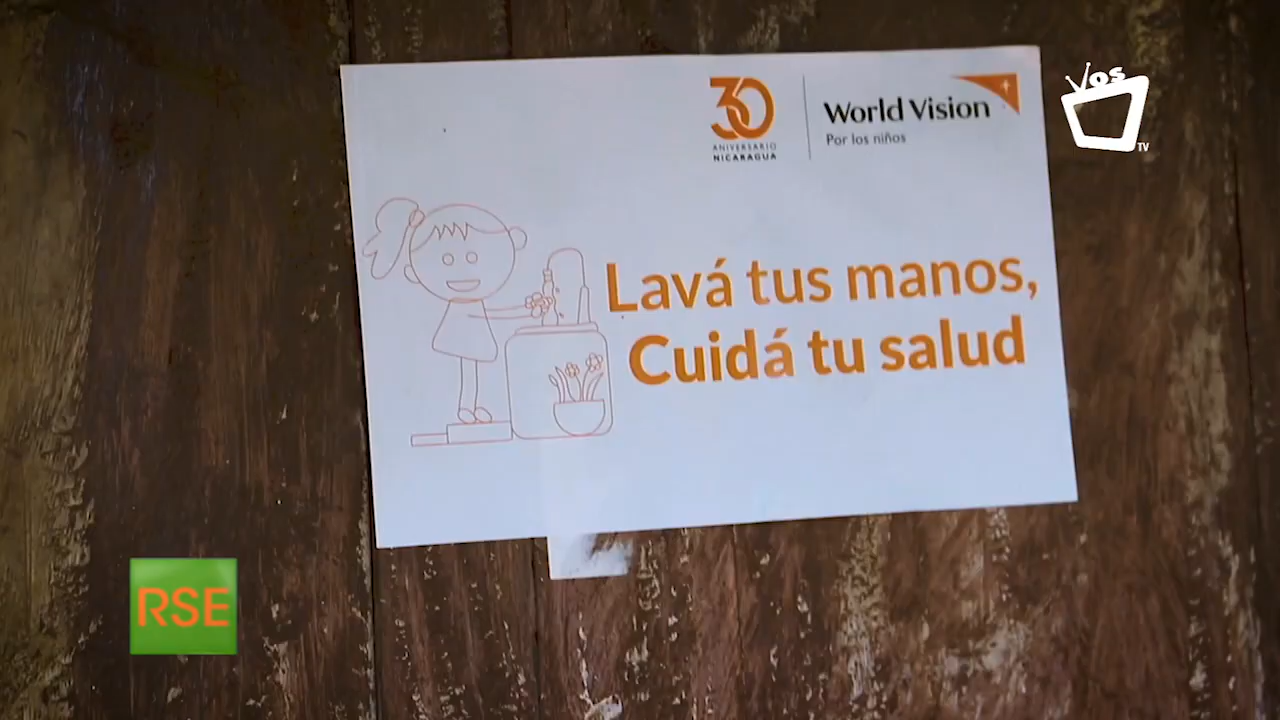 30
ANIVERSARIO
NICARAGUA
World Vision
Por los niños
VOS
TV
Lavá tus manos,
Cuidá tu salud
RSE